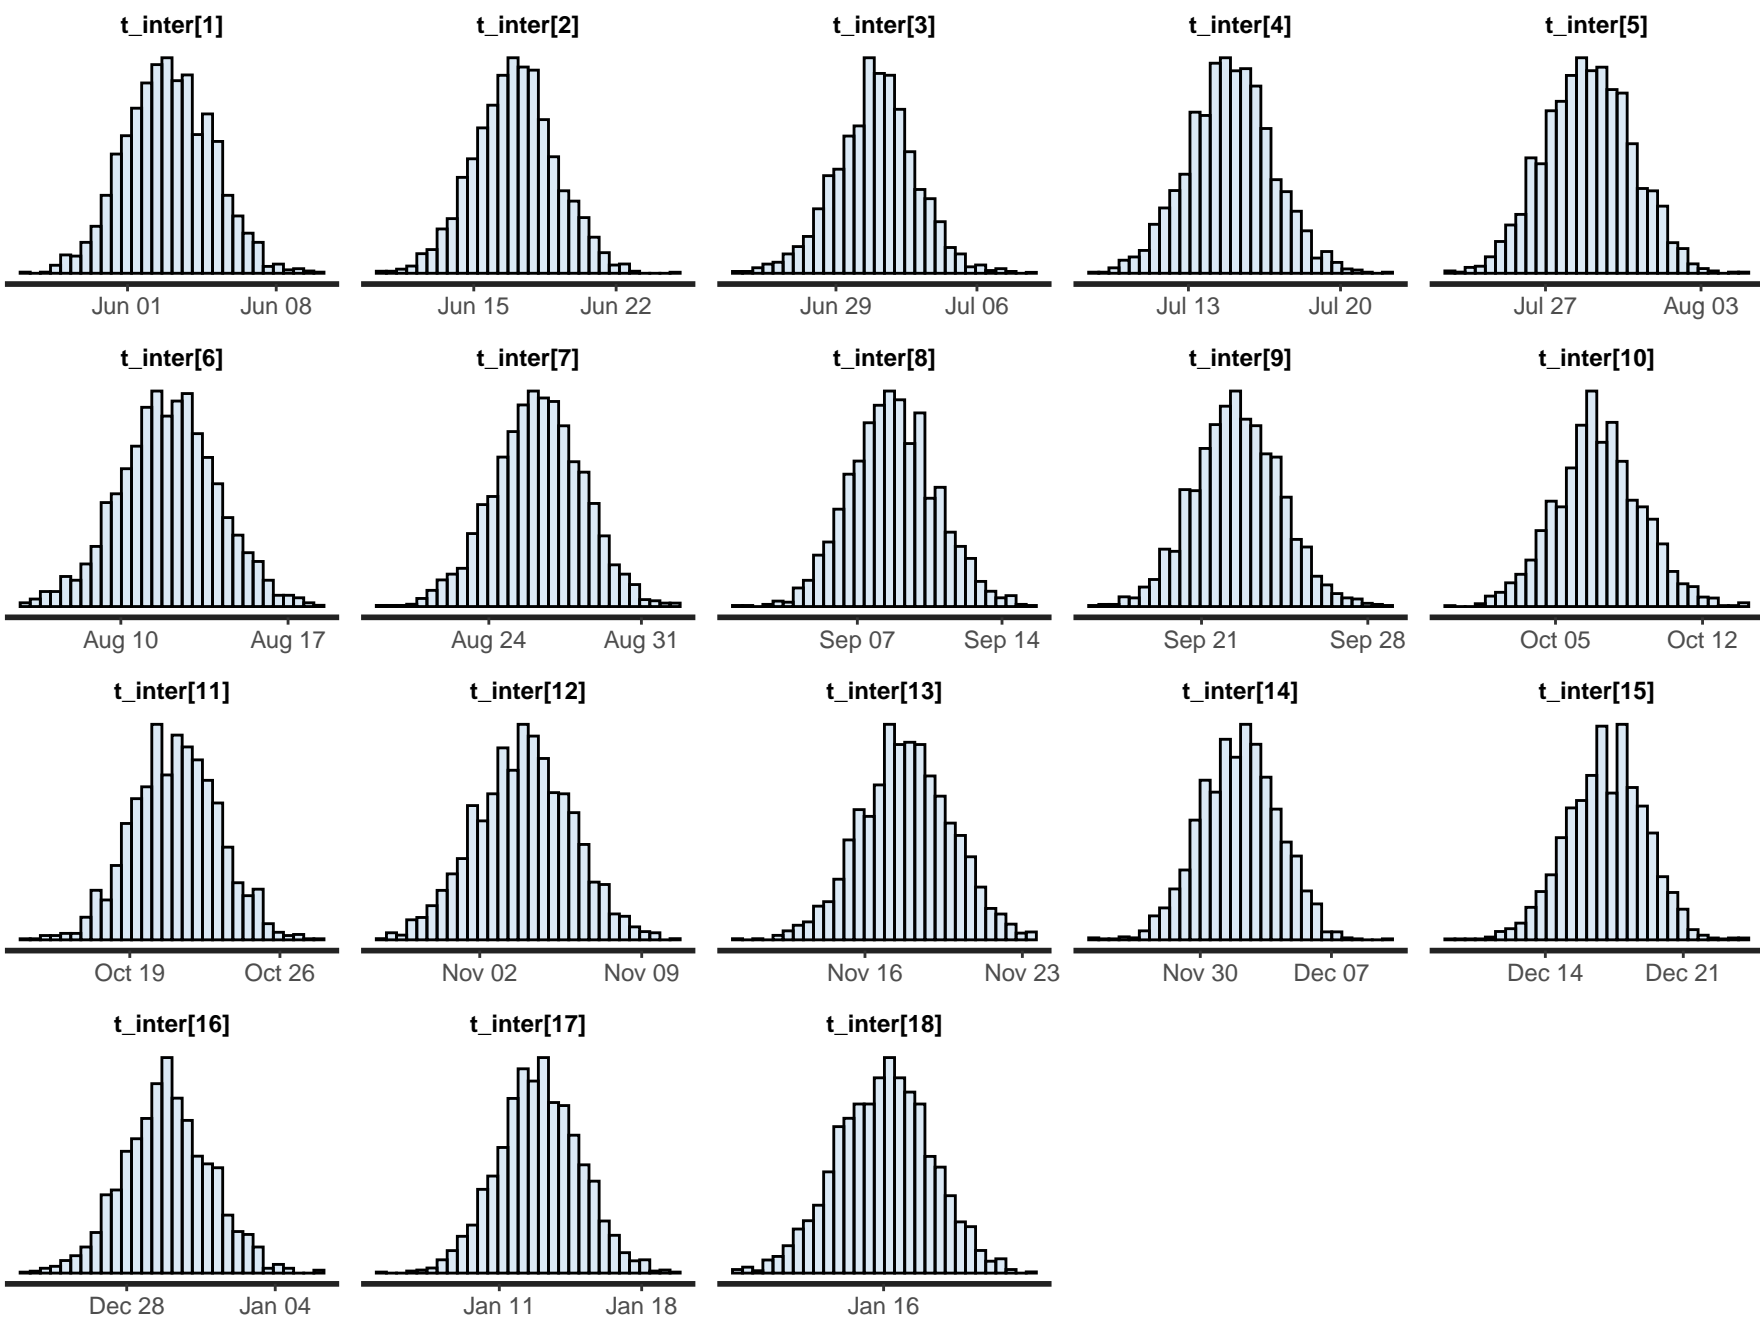 t_inter[1] t_inter[2] t_inter[3] t_inter[4] t_inter[5]
Jun 01 Jun 08 Jun 15 Jun 22 Jun 29 Jul 06 Jul 13 Jul 20 Jul 27 Aug 03
t_inter[6] t_inter[7] t_inter[8] t_inter[9] t_inter[10]
Aug 10 Aug 17 Aug 24 Aug 31 Sep 07 Sep 14 Sep 21 Sep 28 Oct 05 Oct 12
t_inter[11] t_inter[12] t_inter[13] t_inter[14] t_inter[15]
Oct 19 Oct 26 Nov 02 Nov 09 Nov 16 Nov 23 Nov 30 Dec 07 Dec 14 Dec 21
t_inter[16] t_inter[17] t_inter[18]
Dec 28 Jan 04 Jan 11 Jan 18 Jan 16